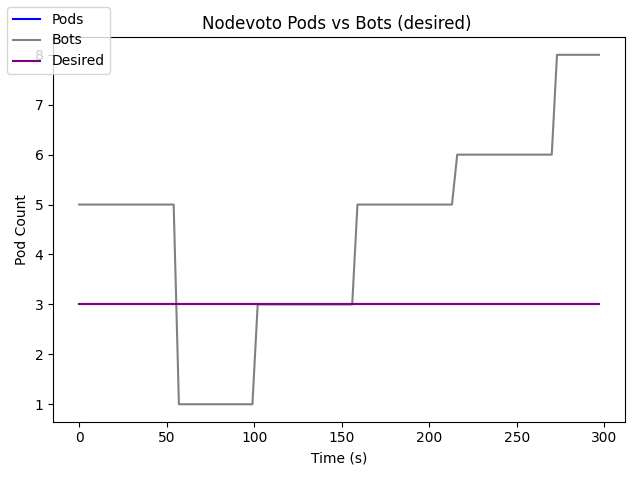 Nodevoto Pods vs Bots (desired)
Pods
Bots
Desired
8
7
6
5
4
3
2
1
Pod Count
0 50 100 150 200 250 300
Time (s)